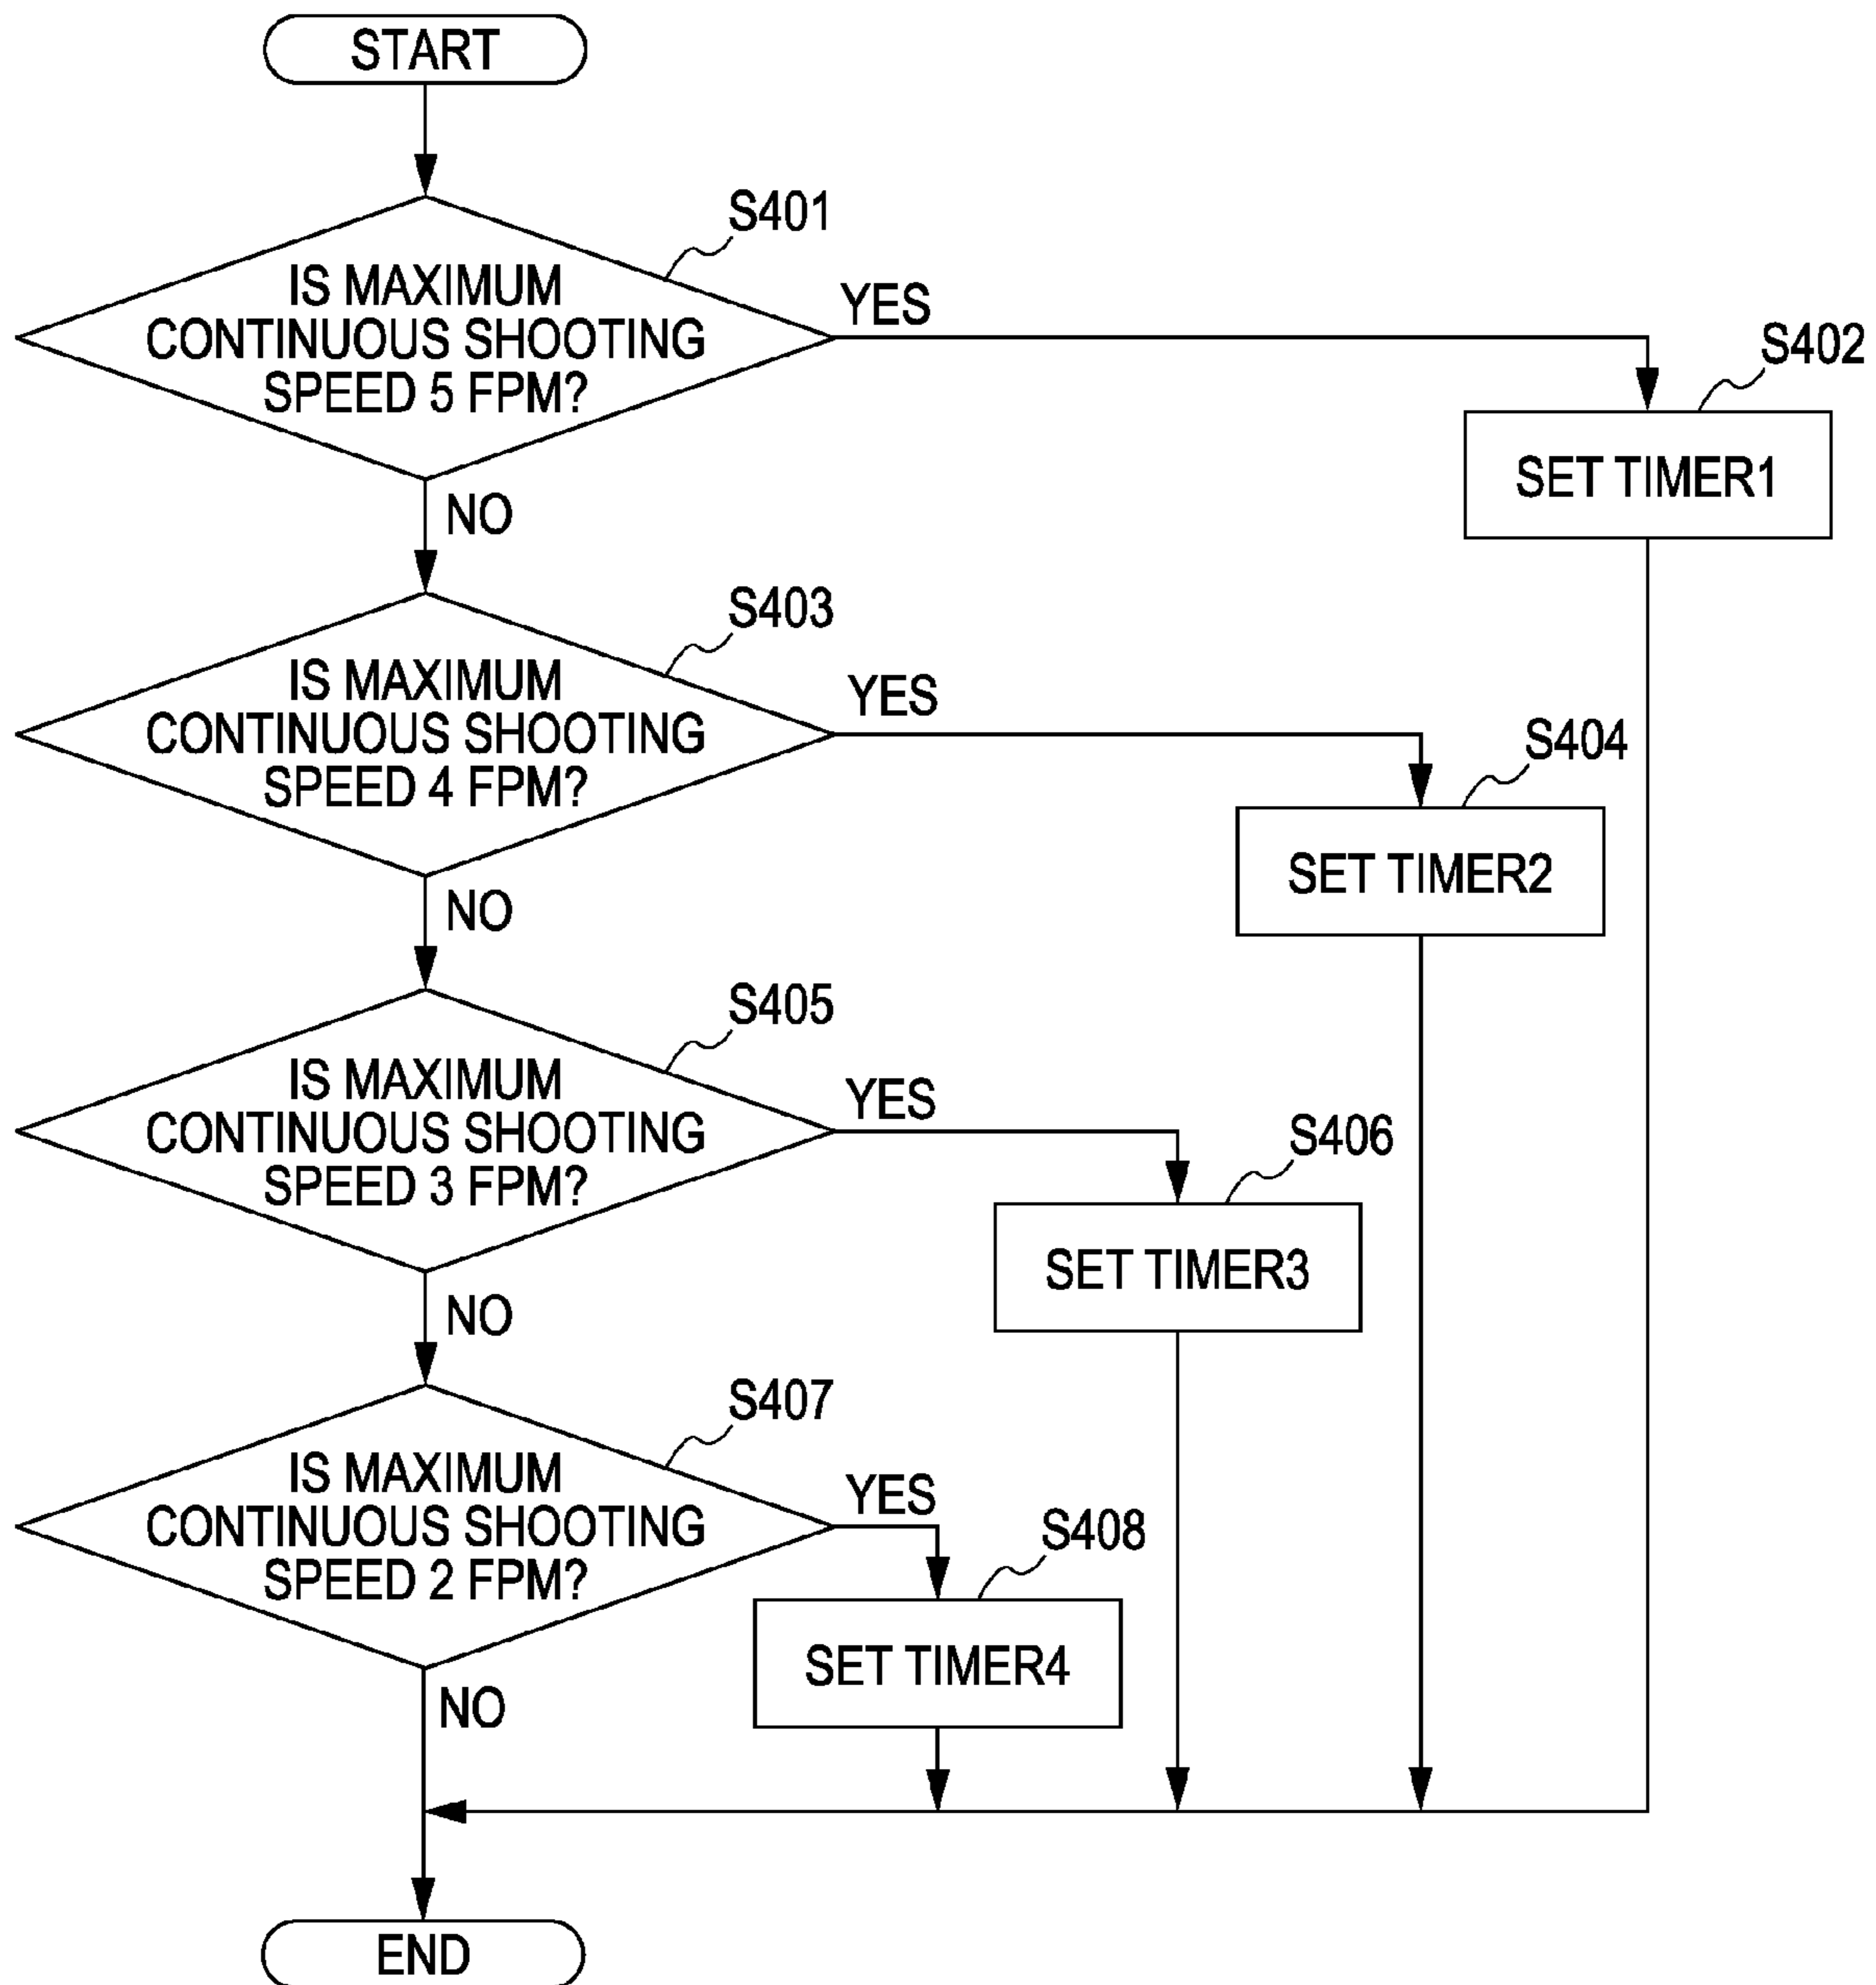 START
S401
IS MAXIMUM
CONTINUOUS SHOOTING
SPEED 5 FPM?
YES
S402
SET TIMER1
NO
S403
IS MAXIMUM
CONTINUOUS SHOOTING
SPEED 4 FPM?
YES
S404
SET TIMER2
NO
S405
IS MAXIMUM
CONTINUOUS SHOOTING
SPEED 3 FPM?
YES
S406
SET TIMER3
NO
S407
IS MAXIMUM
CONTINUOUS SHOOTING
SPEED 2 FPM?
YES
S408
SET TIMER4
NO
END